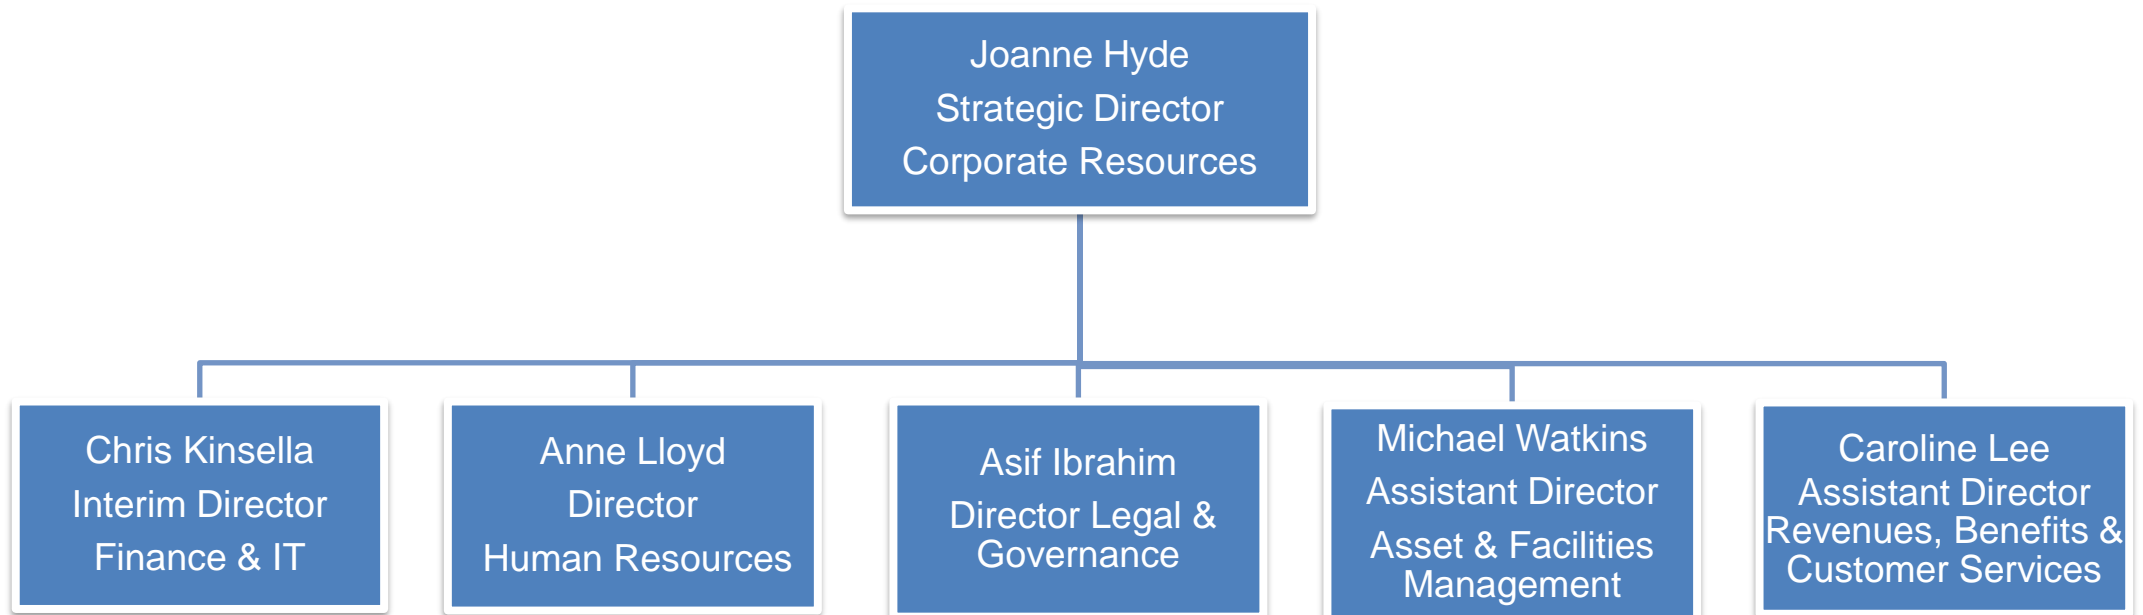 Joanne Hyde
Strategic Director
Corporate Resources
Chris Kinsella
Interim Director
Finance & IT
Anne Lloyd
Director
Human Resources
Asif Ibrahim
Director Legal &
Governance
Michael Watkins
Assistant Director
Asset & Facilities
Management
Caroline Lee
Assistant Director
Revenues, Benefits &
Customer Services